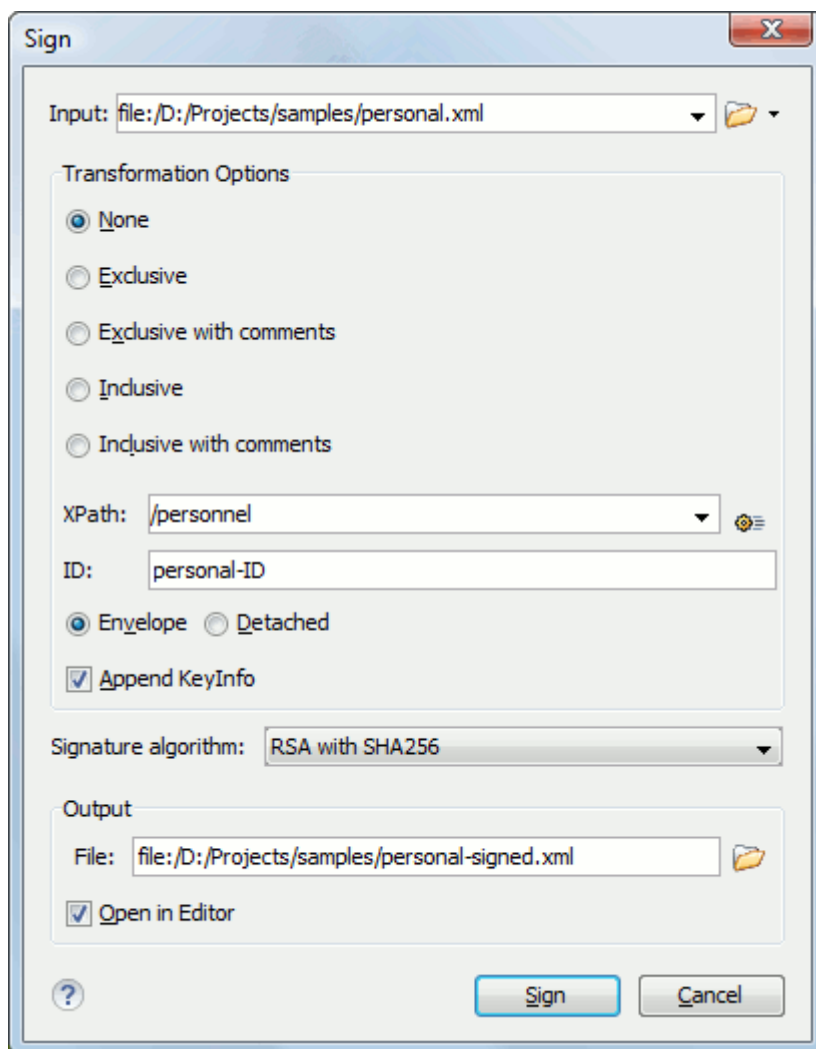 Sign
Input: file:/D:/Projects/samples/personal.xml
Transformation Options
None
Exclusive
Exclusive with comments
Inclusive
Inclusive with comments
XPath: /personnel
ID: personal-ID
Envelope Detached
Append KeyInfo
Signature algorithm: RSA with SHA256
Output
File: file:/D:/Projects/samples/personal-signed.xml
Open in Editor
? Sign Cancel